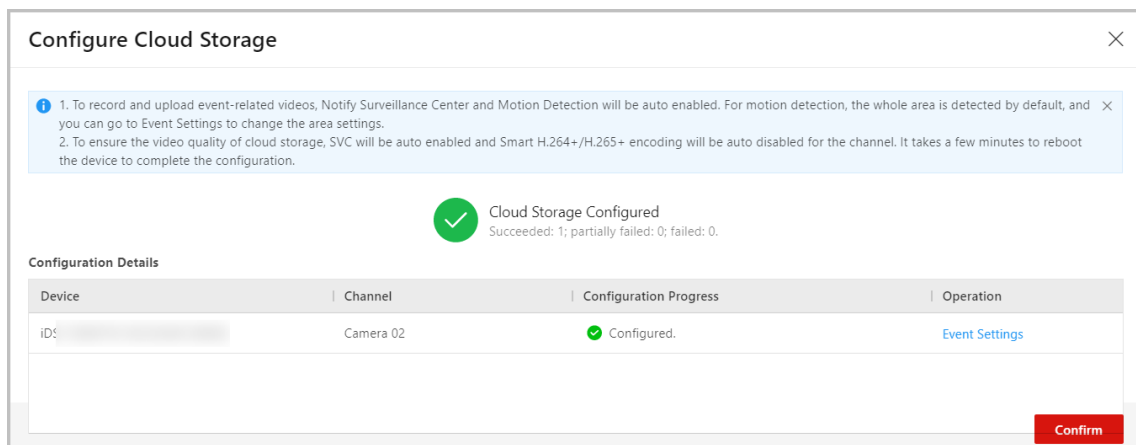 Configure Cloud Storage
1. To record and upload event-related videos, Notify Surveillance Center and Motion Detection will be auto enabled. For motion detection, the whole area is detected by default, and
you can go to Event Settings to change the area settings.
2. To ensure the video quality of cloud storage, SVC will be auto enabled and Smart H.264+/H.265+ encoding will be auto disabled for the channel. It takes a few minutes to reboot
the device to complete the configuration.
Cloud Storage Configured
Succeeded: 1; partially failed: 0; failed: 0.
Configuration Details
Device Channel Configuration Progress Operation
Camera 02 Configured. Event Settings
Confirm